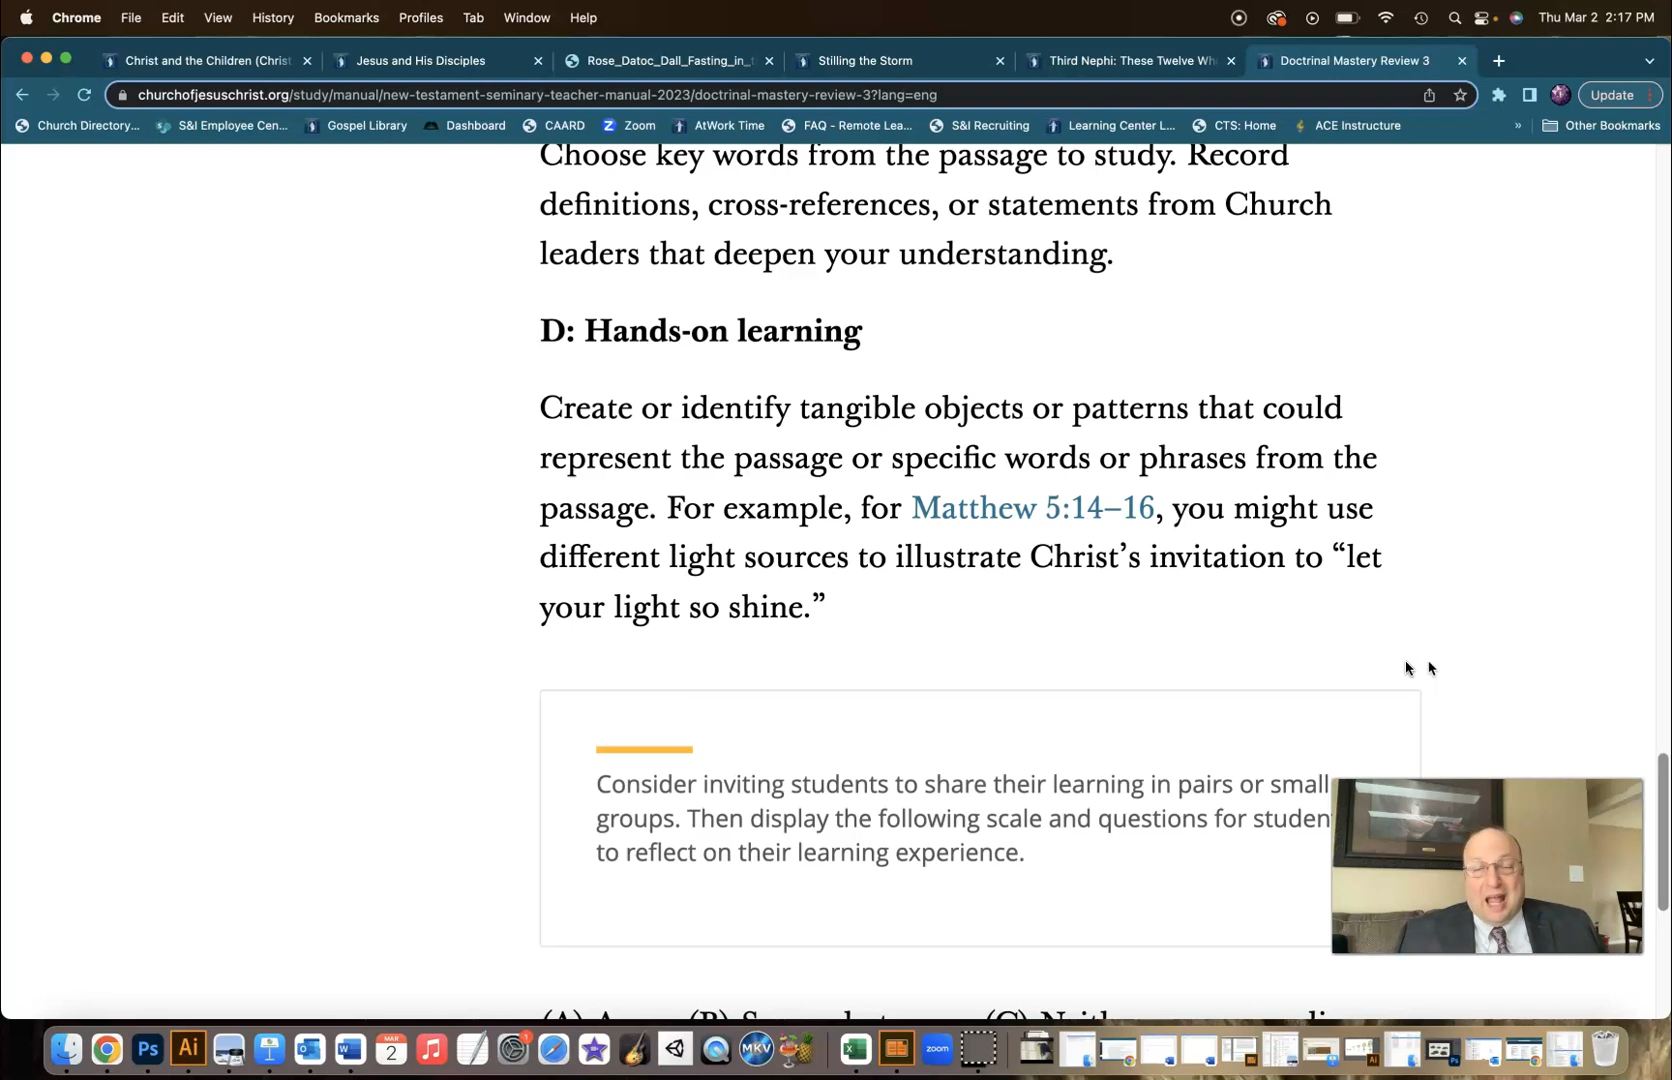 Chrome File Edit View History Bookmarks Profiles Tab Window Help Thu Mar 2 2:17 PM
Christ and the Children (Christ Jesus and His Disciples Rose_Datoc_Dall_Fasting_in_ Stilling the Storm Third Nephi: These Twelve Wh Doctrinal Mastery Review 3
churchofjesuschrist.org/study/manual/new-testament-seminary-teacher-manual-2023/doctrinal-mastery-review-3?lang=eng Update
Church Directory... S&I Employee Cen... Gospel Library Dashboard CAARD Zoom AtWork Time FAQ - Remote Lea... S&I Recruiting Learning Center L... CTS: Home ACE Instructure » Other Bookmarks
Choose key words from the passage to study. Record
definitions, cross-references, or statements from Church
leaders that deepen your understanding.
D: Hands-on learning
Create or identify tangible objects or patterns that could
represent the passage or specific words or phrases from the
passage. For example, for Matthew 5:14–16, you might use
different light sources to illustrate Christ’s invitation to “let
your light so shine.”
Consider inviting students to share their learning in pairs or small
groups. Then display the following scale and questions for studen
to reflect on their learning experience.
Ps Ai MAR 2 1 MKV zoom